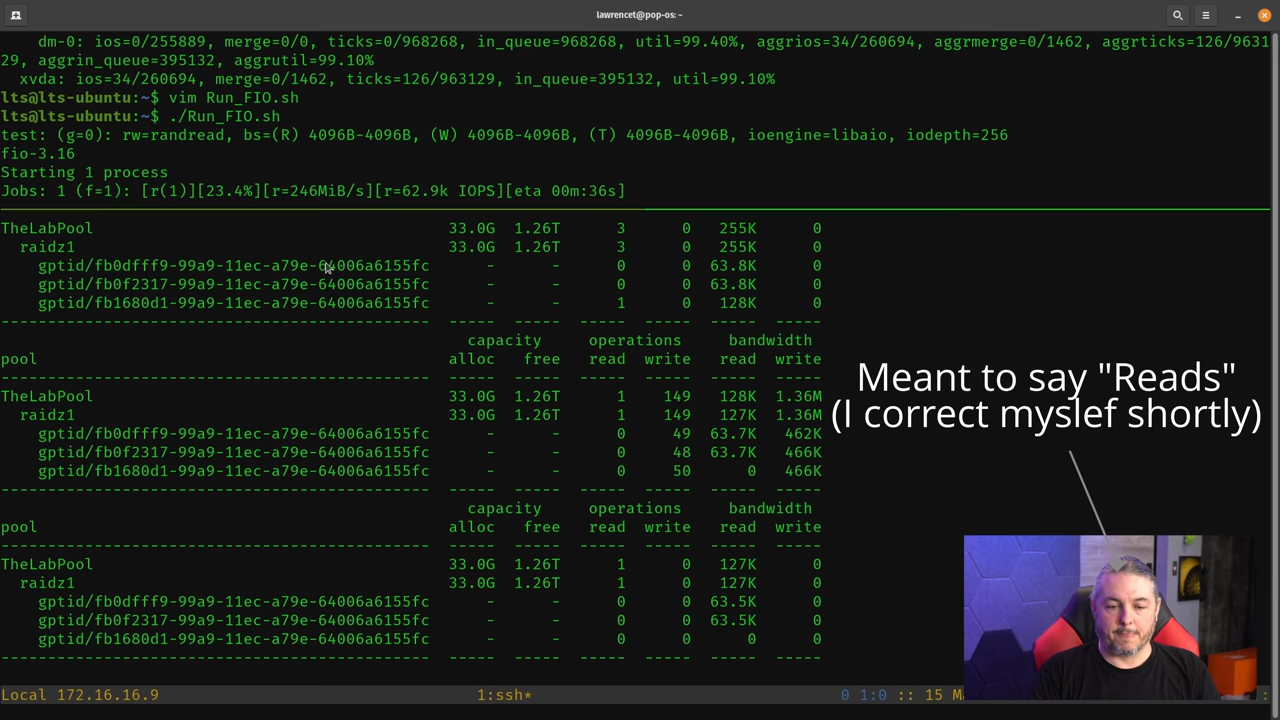 lawrencet@pop-os: ~
dm-0: ios=0/255889, merge=0/0, ticks=0/968268, in_queue=968268, util=99.40%, aggrios=34/260694, aggrmerge=0/1462, aggrticks=126/9631
29, aggrin_queue=395132, aggrutil=99.10%
xvda: ios=34/260694, merge=0/1462, ticks=126/963129, in_queue=395132, util=99.10%
lts@lts-ubuntu:~$ vim Run_FIO.sh
lts@lts-ubuntu:~$ ./Run_FIO.sh
test: (g=0): rw=randread, bs=(R) 4096B-4096B, (W) 4096B-4096B, (T) 4096B-4096B, ioengine=libaio, iodepth=256
fio-3.16
Starting 1 process
Jobs: 1 (f=1): [r(1)][23.4%][r=246MiB/s][r=62.9k IOPS][eta 00m:36s]
TheLabPool 33.0G 1.26T 3 0 255K 0
raidz1 33.0G 1.26T 3 0 255K 0
gptid/fb0dfff9-99a9-11ec-a79e-64006a6155fc - - 0 0 63.8K 0
gptid/fb0f2317-99a9-11ec-a79e-64006a6155fc - - 0 0 63.8K 0
gptid/fb1680d1-99a9-11ec-a79e-64006a6155fc - - 1 0 128K 0
------------------------------------------ ----- ----- ----- ----- ----- -----
capacity operations bandwidth
pool alloc free read write read write
------------------------------------------ ----- ----- ----- ----- ----- -----
TheLabPool 33.0G 1.26T 1 149 128K 1.36M
raidz1 33.0G 1.26T 1 149 127K 1.36M
gptid/fb0dfff9-99a9-11ec-a79e-64006a6155fc - - 0 49 63.7K 462K
gptid/fb0f2317-99a9-11ec-a79e-64006a6155fc - - 0 48 63.7K 466K
gptid/fb1680d1-99a9-11ec-a79e-64006a6155fc - - 0 50 0 466K
------------------------------------------ ----- ----- ----- ----- ----- -----
capacity operations bandwidth
pool alloc free read write read write
------------------------------------------ ----- ----- ----- ----- ----- -----
TheLabPool 33.0G 1.26T 1 0 127K 0
raidz1 33.0G 1.26T 1 0 127K 0
gptid/fb0dfff9-99a9-11ec-a79e-64006a6155fc - - 0 0 63.5K 0
gptid/fb0f2317-99a9-11ec-a79e-64006a6155fc - - 0 0 63.5K 0
gptid/fb1680d1-99a9-11ec-a79e-64006a6155fc - - 0 0 0 0
------------------------------------------ ----- ----- ----- ----- ----- -----
Meant to say "Reads"
(I correct myslef shortly)
Local 172.16.16.9 1:ssh* 0 1:0 :: 15